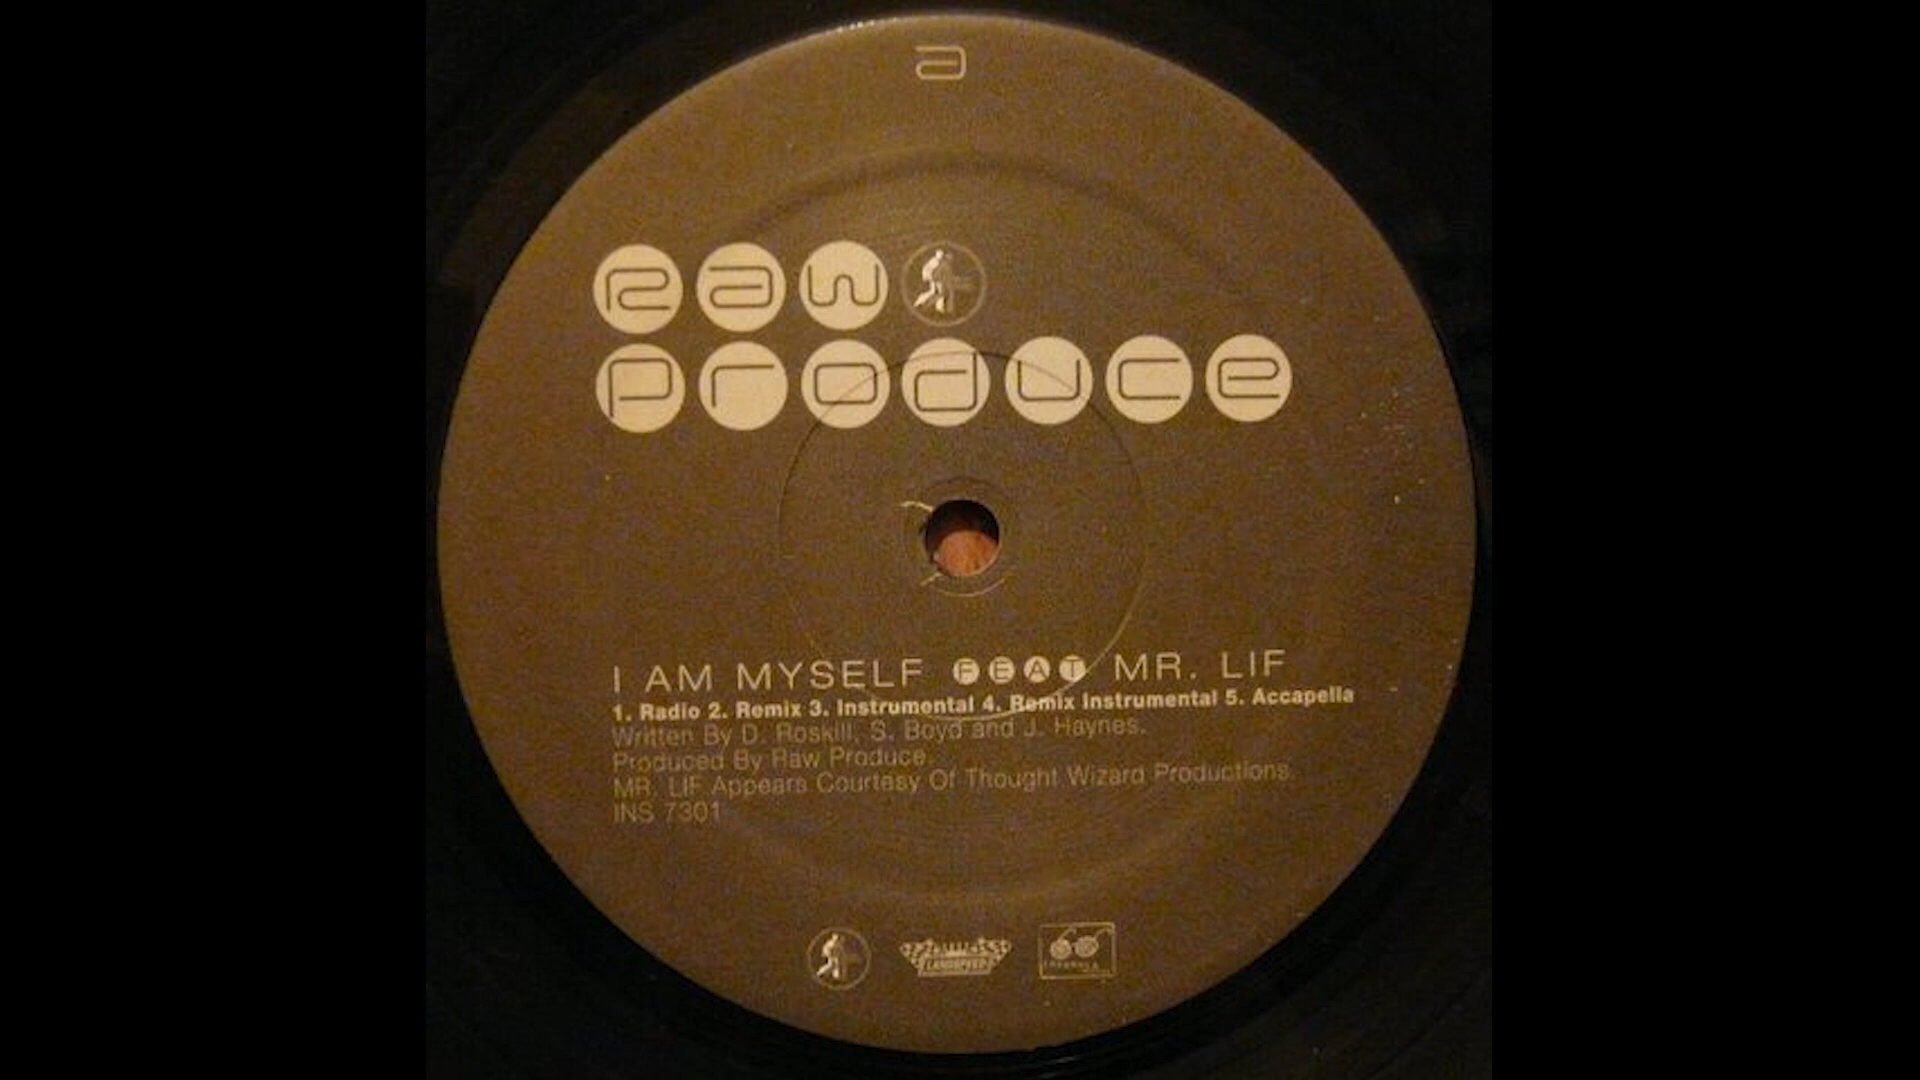 a
raw
produce
I AM MYSELF FEAT MR. LIF
1. Radio 2. Remix 3. Instrumental 4. Remix Instrumental 5. Accapella
Written By D. Roskill, S. Boyd and J. Haynes.
Produced By Raw Produce.
MR. LIF Appears Courtesy Of Thought Wizard Productions.
INS 7301
LANDSPEED